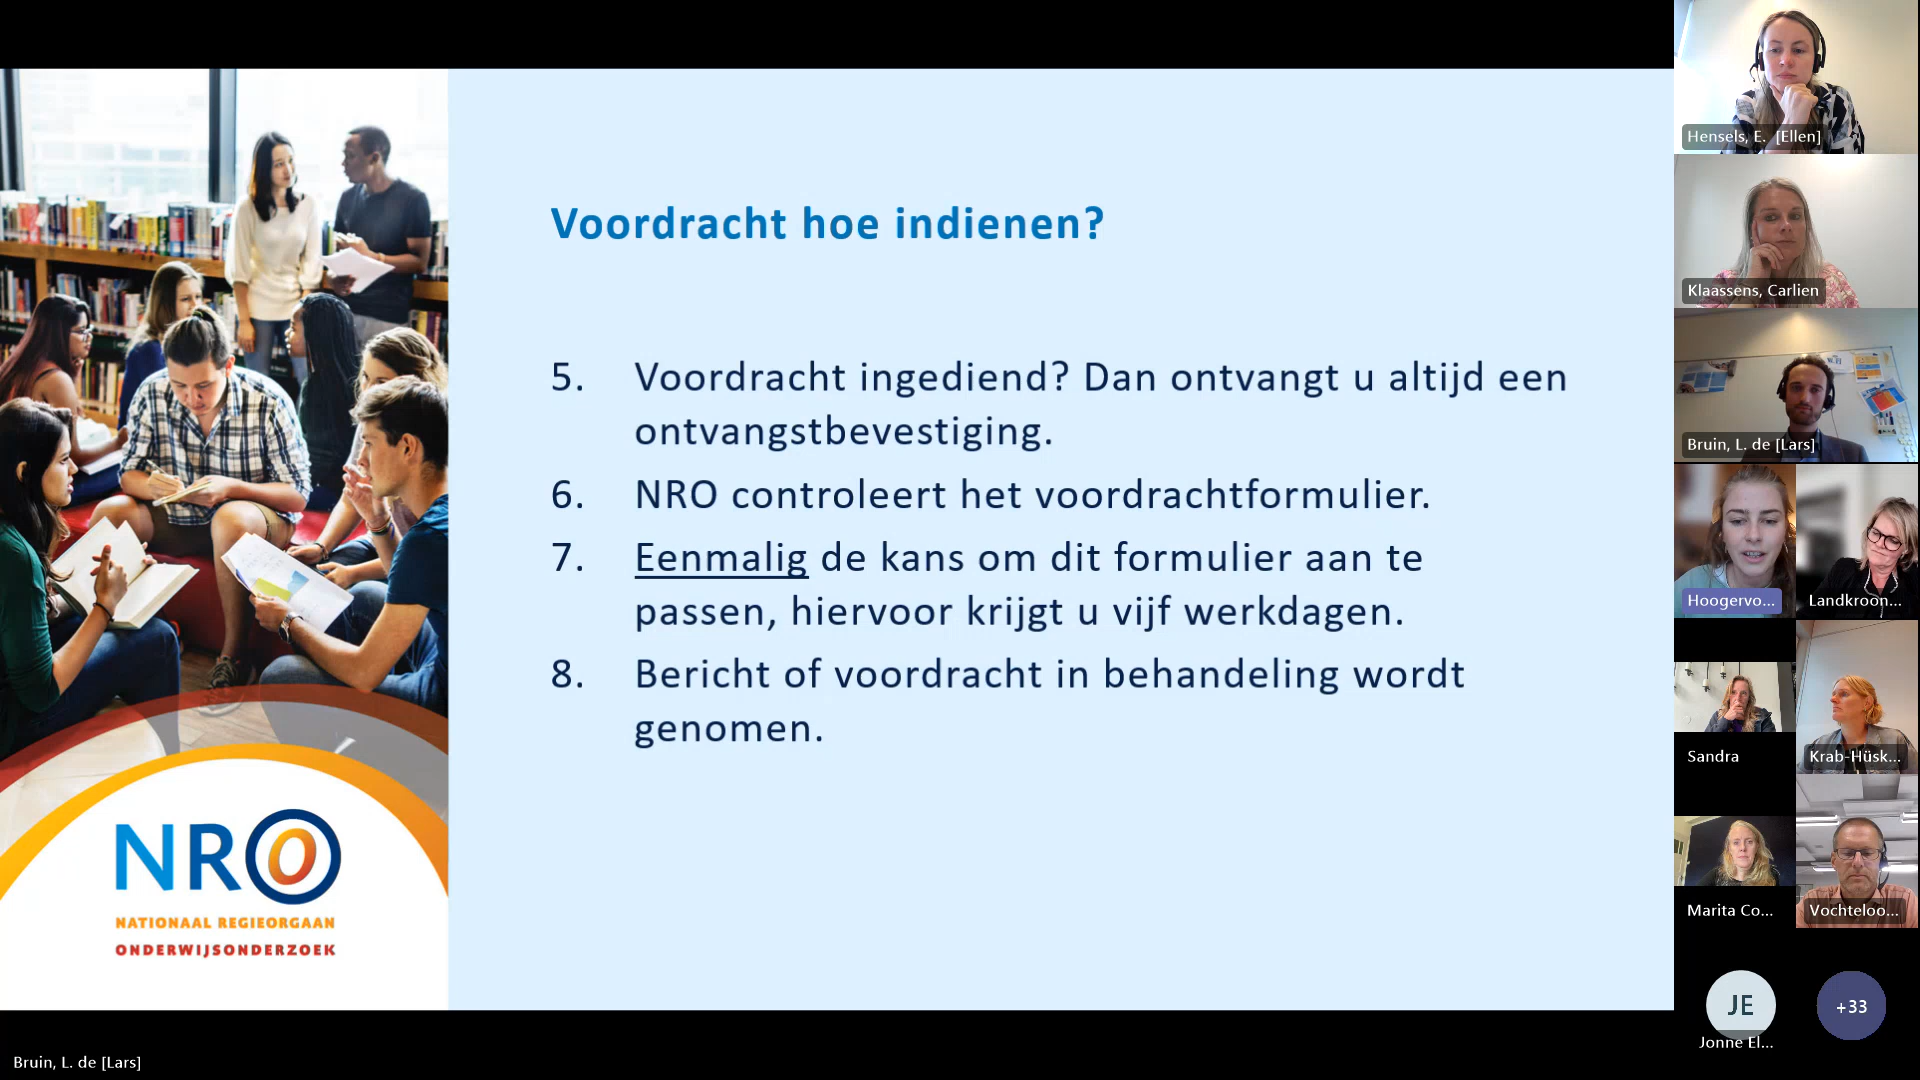 Voordracht hoe indienen?
5. Voordracht ingediend? Dan ontvangt u altijd een
ontvangstbevestiging.
6. NRO controleert het voordrachtformulier.
7. Eenmalig de kans om dit formulier aan te
passen, hiervoor krijgt u vijf werkdagen.
8. Bericht of voordracht in behandeling wordt
genomen.
NRO
NATIONAAL REGIEORGAAN
ONDERWIJSONDERZOEK
Bruin, L. de [Lars]
Hensels, E. [Ellen]
Klaassens, Carlien
Bruin, L. de [Lars]
Hoogervo...
Landkroon...
Sandra
Krab-Hüsk...
Marita Co...
Vochteloo...
JE
Jonne El...
+33